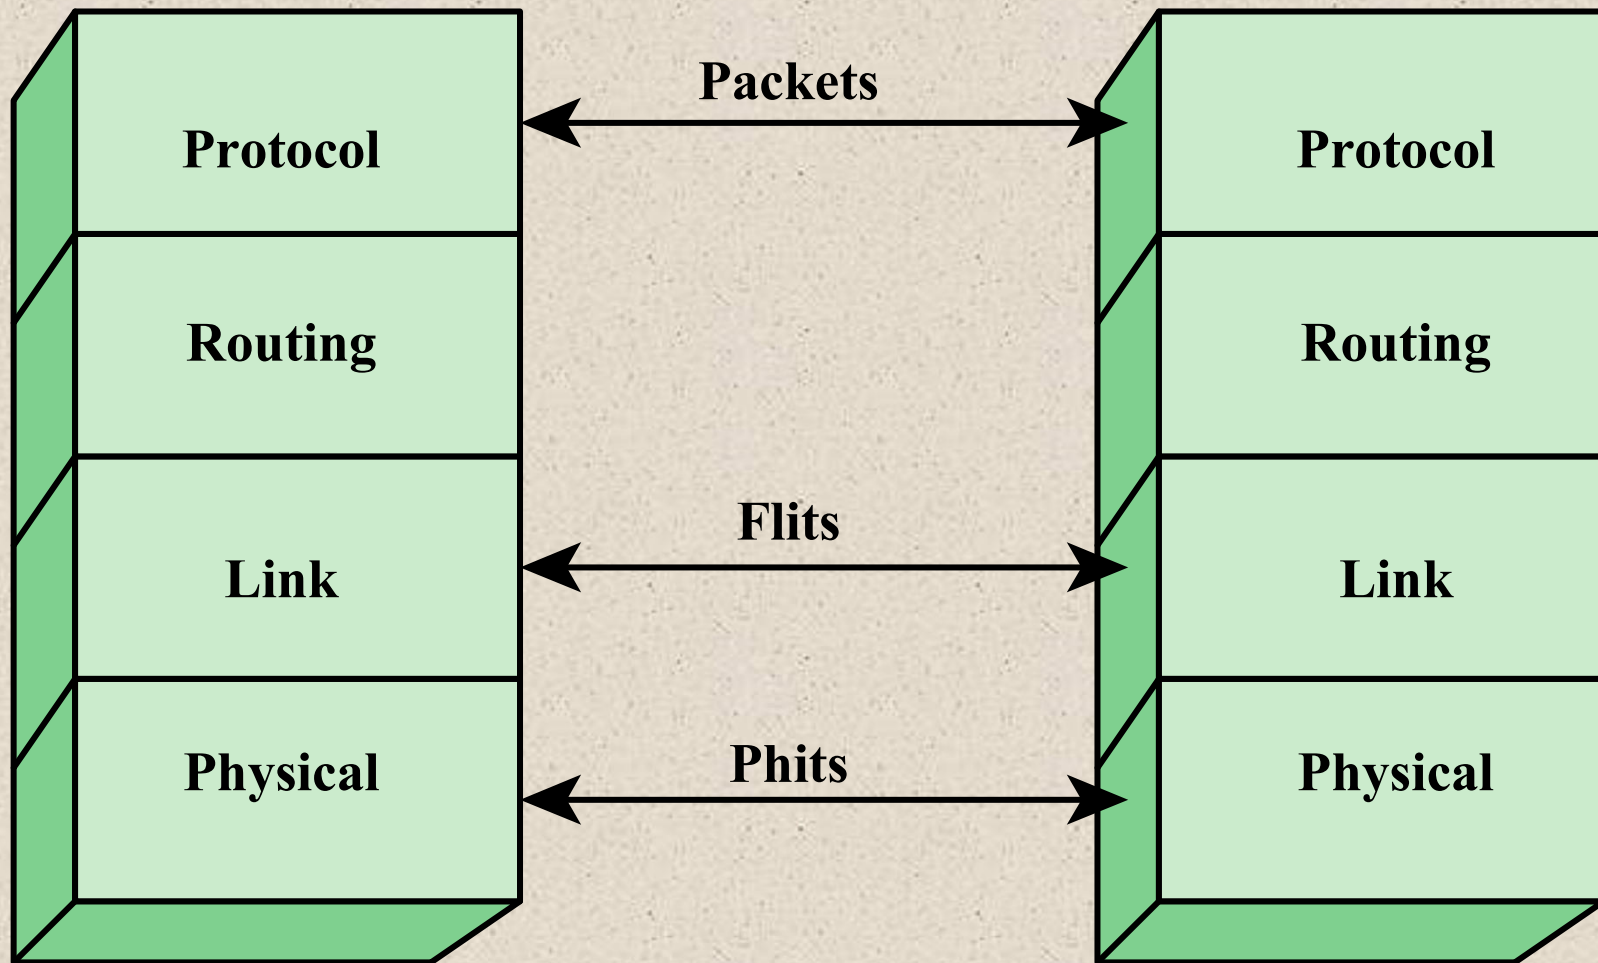 Packets
Protocol
Protocol
Routing
Routing
Flits
Link
Link
Phits
Physical
Physical